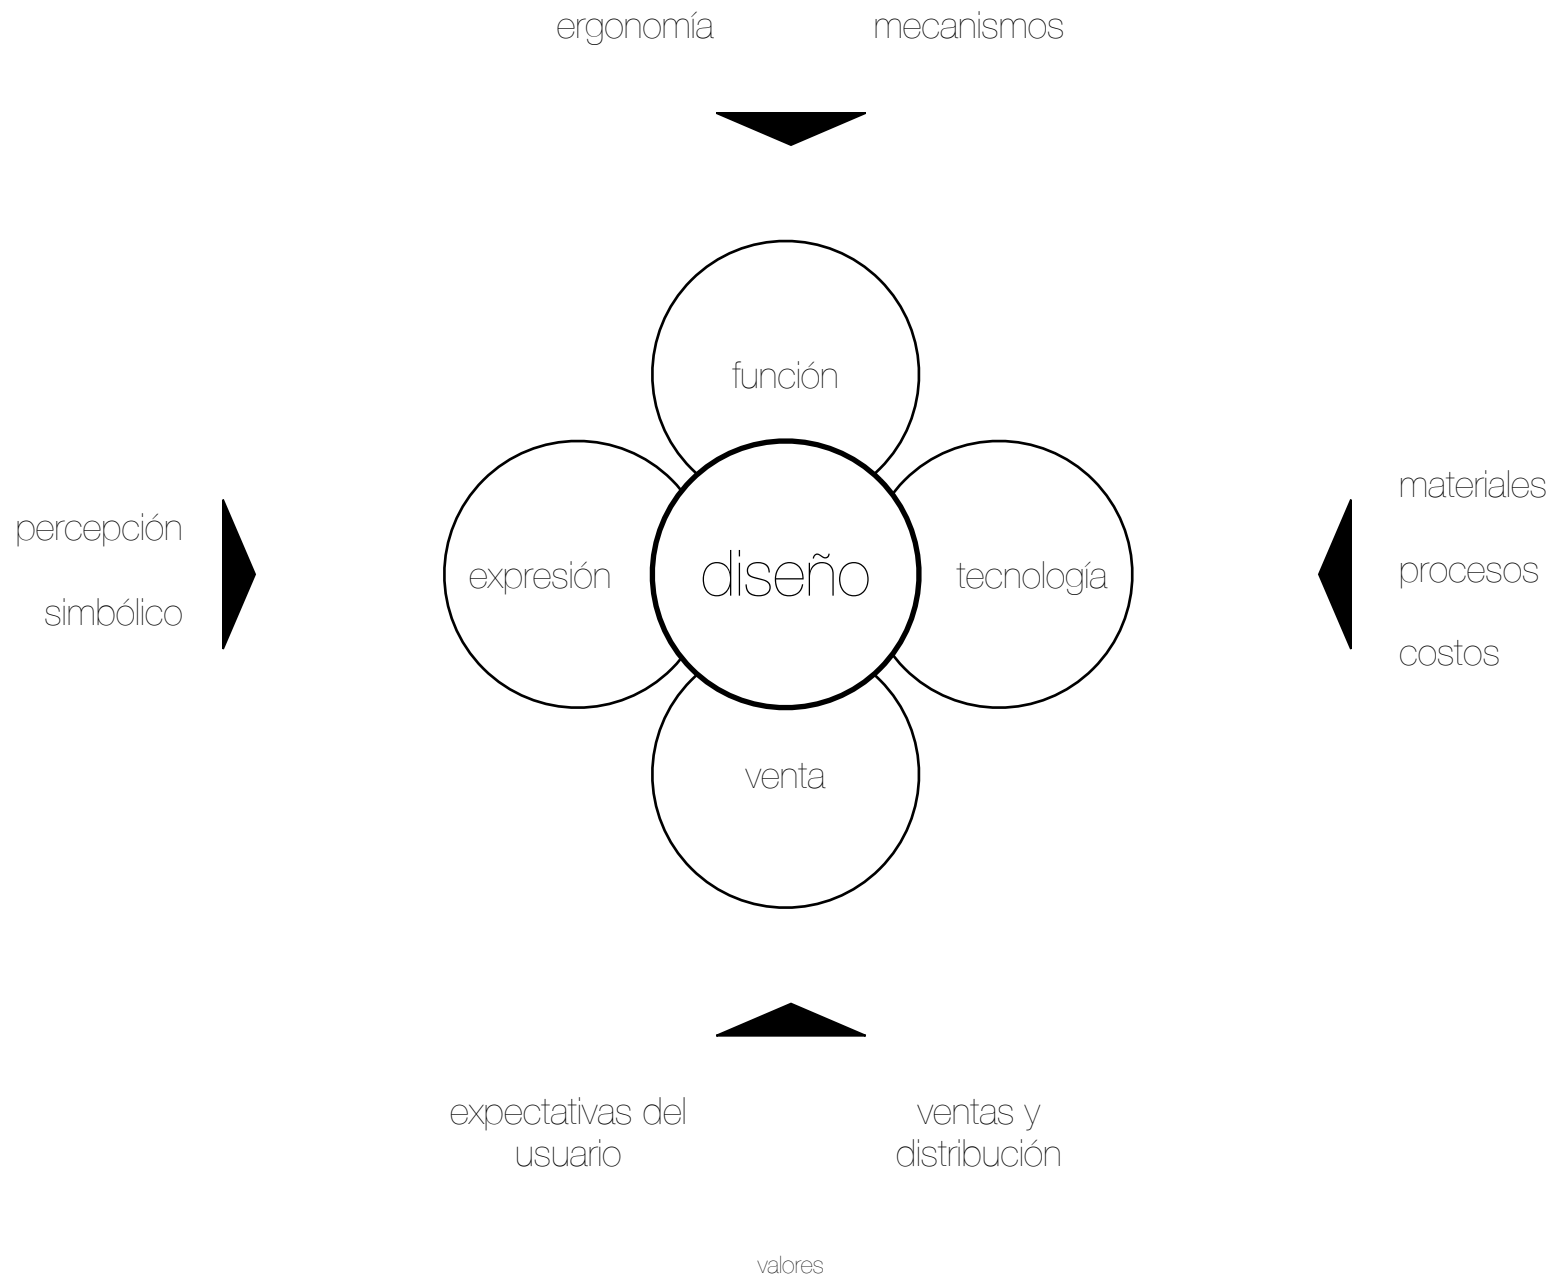 ergonomía
mecanismos
función
percepción
simbólico
expresión
diseño
tecnología
materiales
procesos
costos
venta
expectativas del
usuario
ventas y
distribución
valores